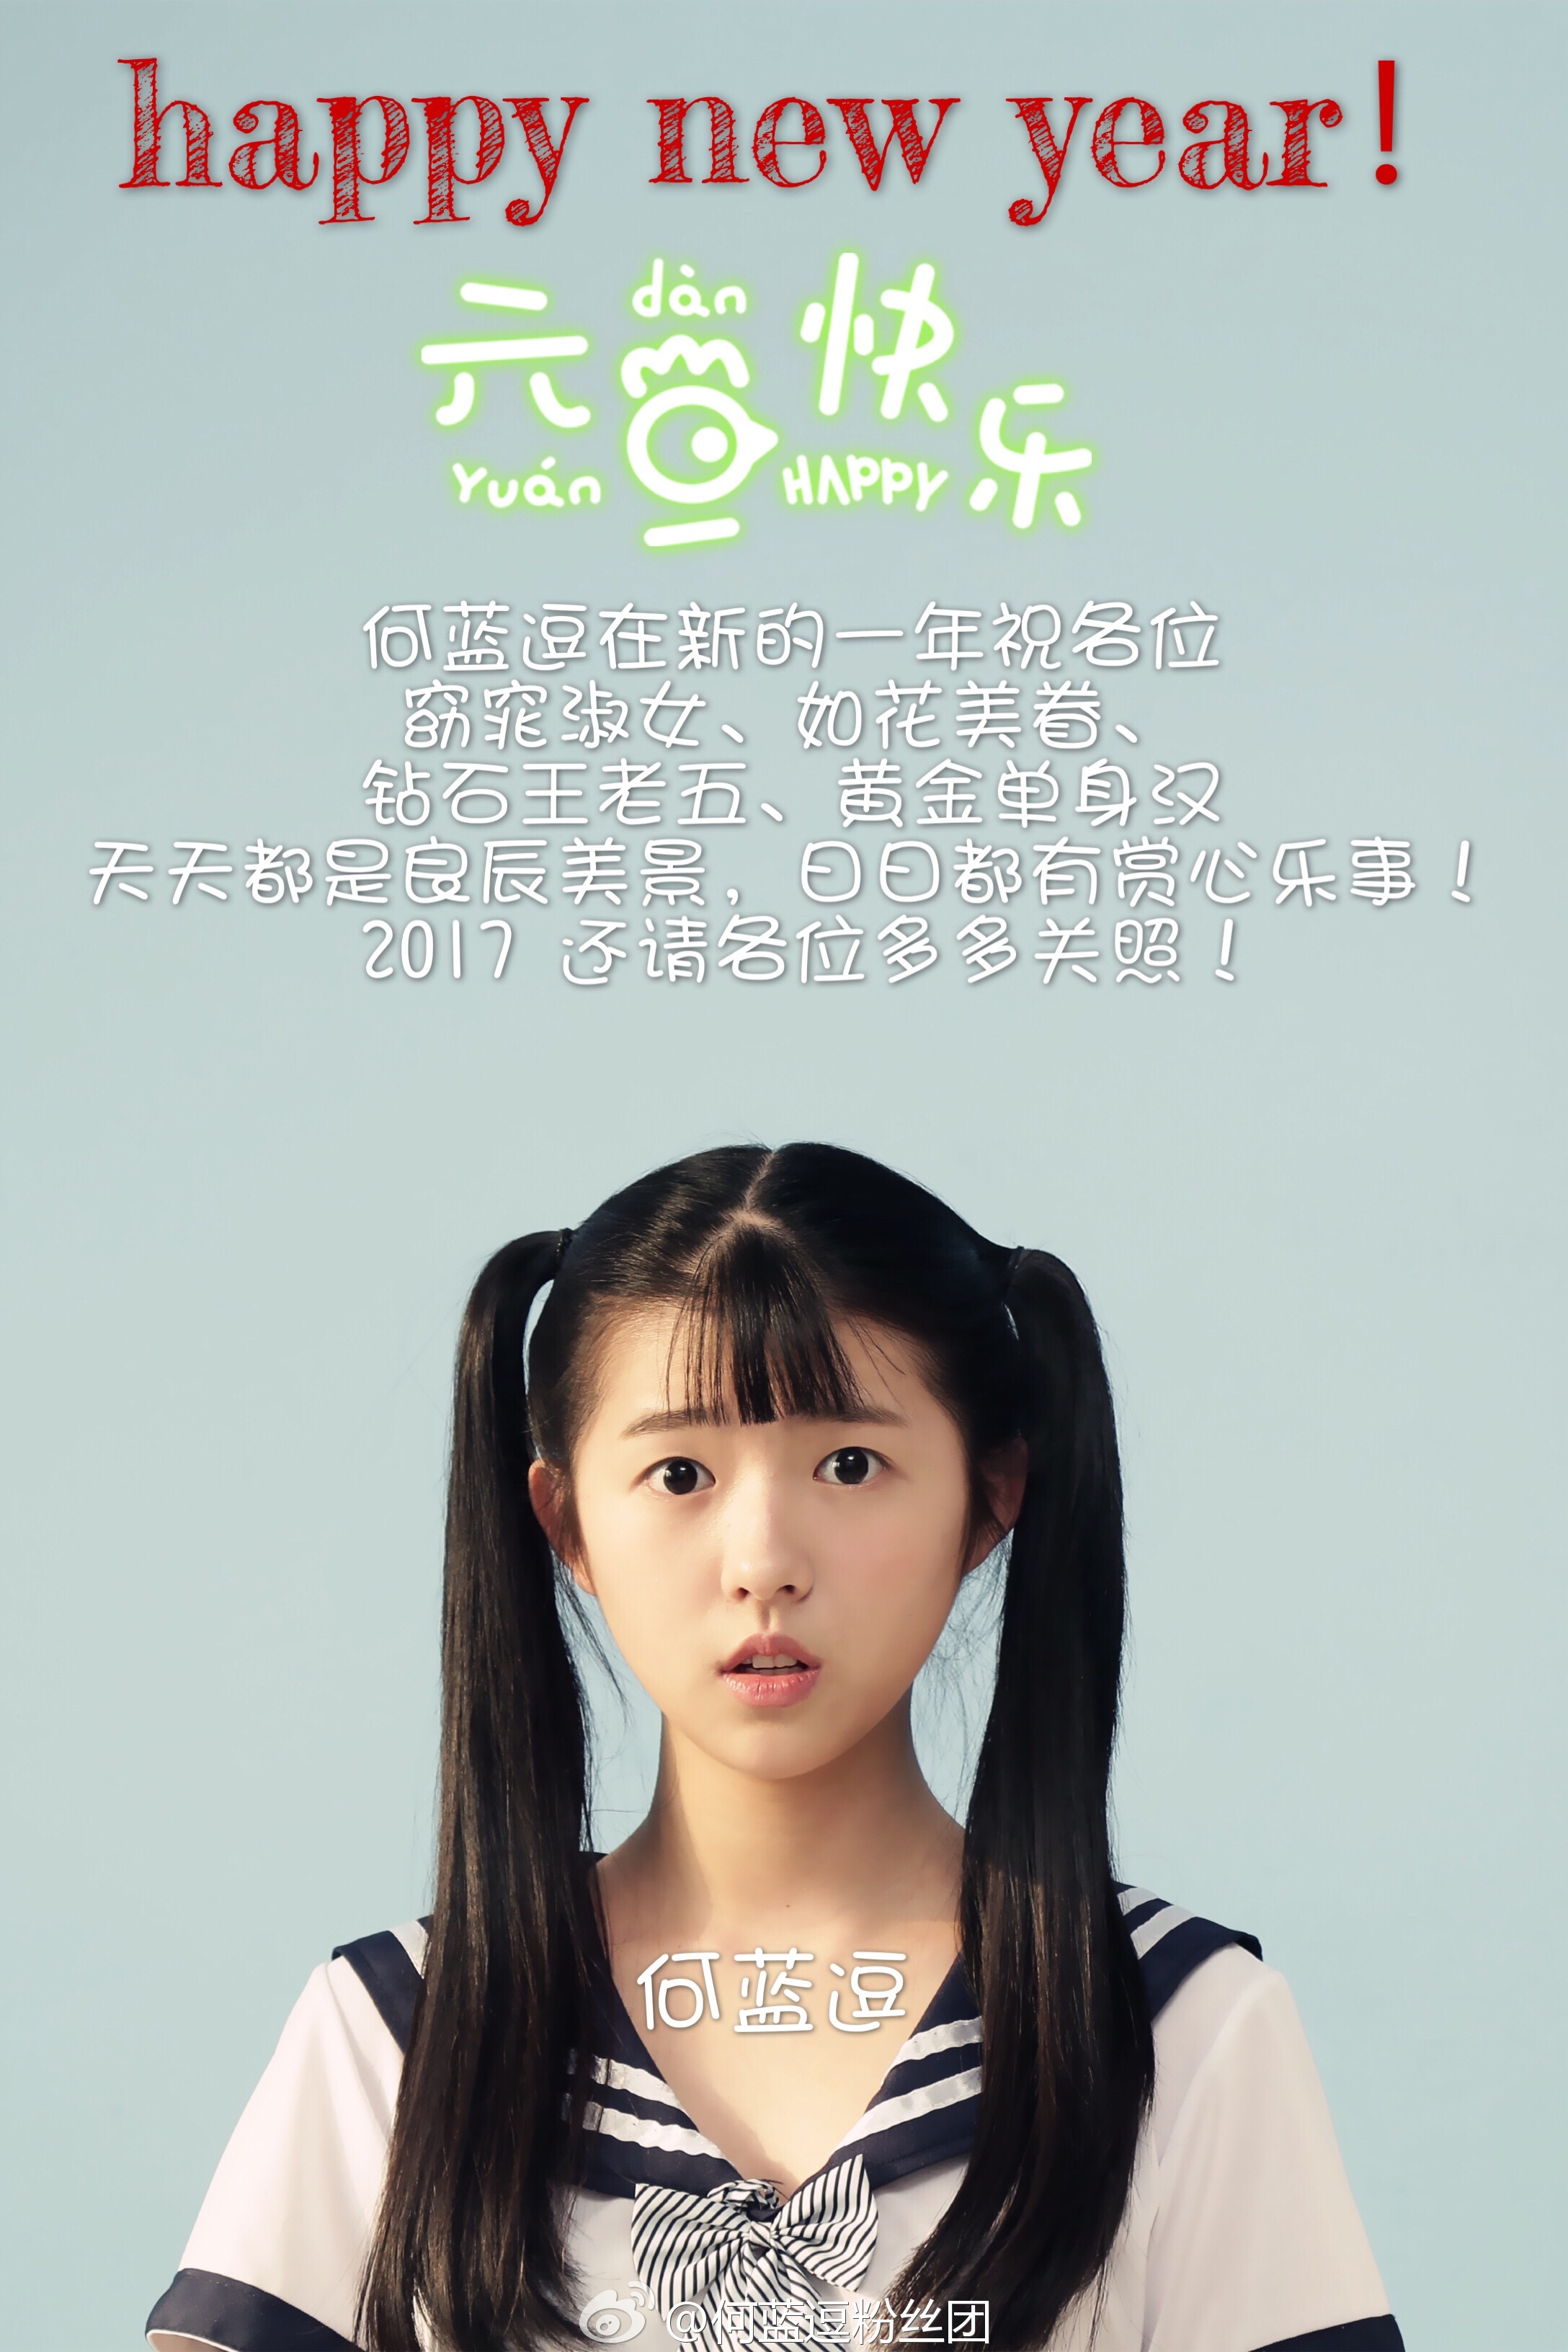 happy new year!
元旦快乐
dàn
yuán
HAPPY
何蓝逗在新的一年祝各位
窈窕淑女、如花美眷、
钻石王老五、黄金单身汉
天天都是良辰美景，日日都有赏心乐事！
2017 还请各位多多关照！
何蓝逗
@何蓝逗粉丝团